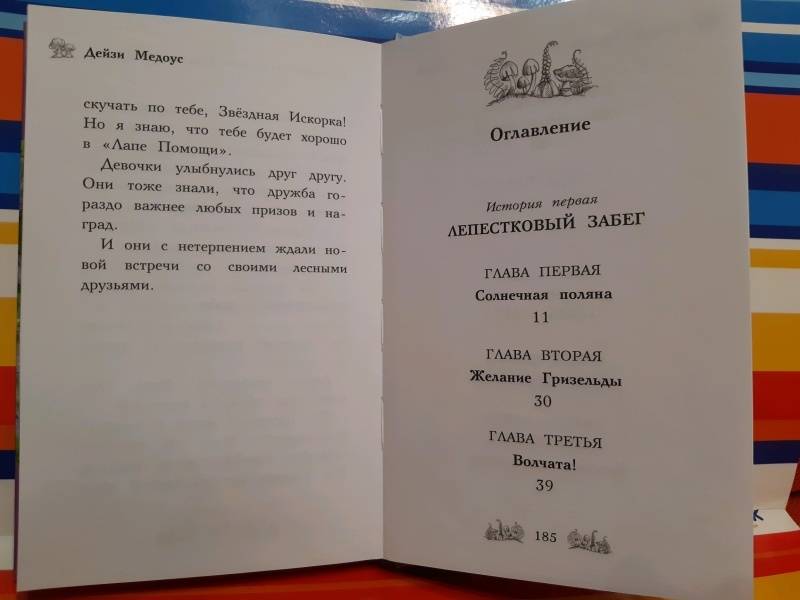 Дейзи Медоус
скучать по тебе, Звёздная Искорка!
Но я знаю, что тебе будет хорошо
в «Лапе Помощи».
Девочки улыбнулись друг другу.
Они тоже знали, что дружба го-
раздо важнее любых призов и на-
град.
И они с нетерпением ждали но-
вой встречи со своими лесными
друзьями.
Оглавление
История первая
ЛЕПЕСТКОВЫЙ ЗАБЕГ
ГЛАВА ПЕРВАЯ
Солнечная поляна
11
ГЛАВА ВТОРАЯ
Желание Гризельды
30
ГЛАВА ТРЕТЬЯ
Волчата!
39
185